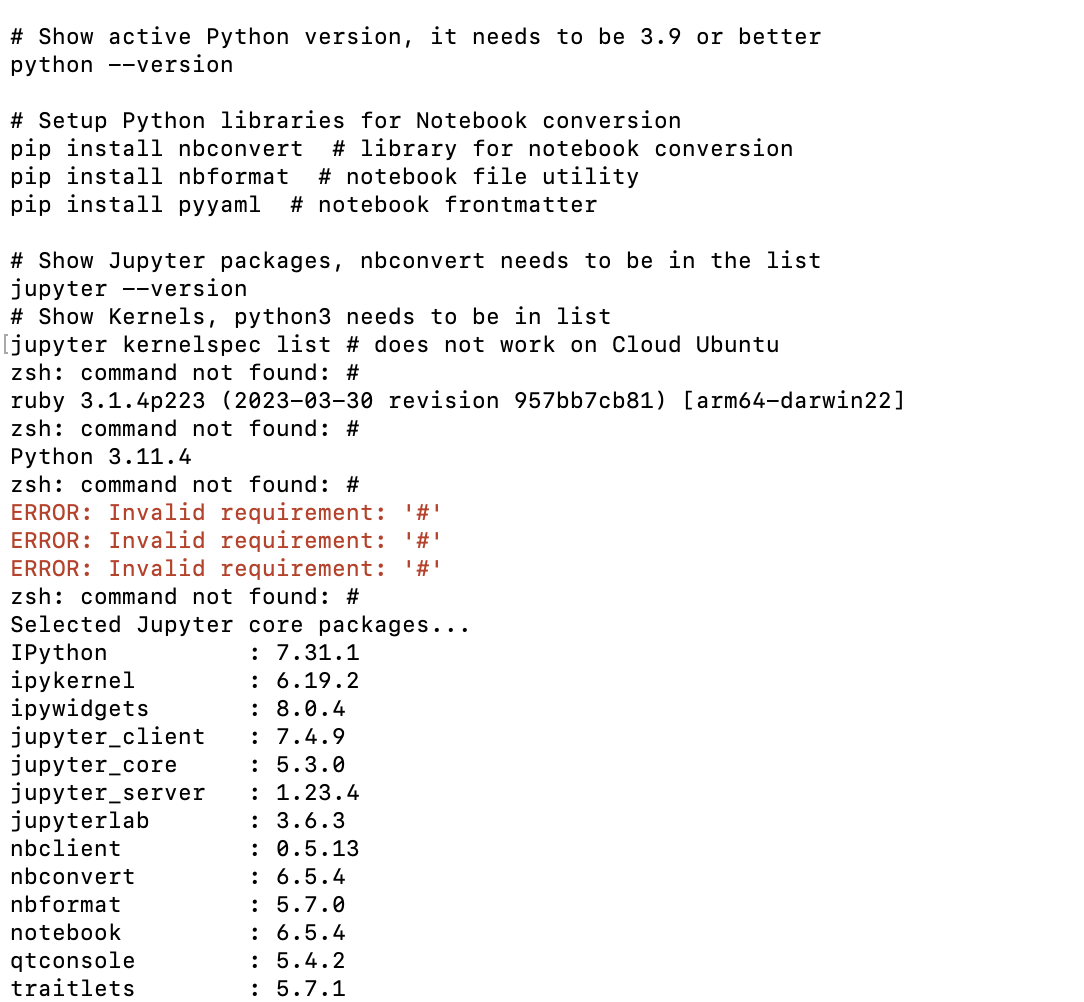 # Show active Python version, it needs to be 3.9 or better
python --version
# Setup Python libraries for Notebook conversion
pip install nbconvert  # library for notebook conversion
pip install nbformat  # notebook file utility
pip install pyyaml  # notebook frontmatter
# Show Jupyter packages, nbconvert needs to be in the list
jupyter --version
# Show Kernels, python3 needs to be in list
[jupyter kernelspec list # does not work on Cloud Ubuntu
zsh: command not found: #
ruby 3.1.4p223 (2023-03-30 revision 957bb7cb81) [arm64-darwin22]
zsh: command not found: #
Python 3.11.4
zsh: command not found: #
ERROR: Invalid requirement: '#'
ERROR: Invalid requirement: '#'
ERROR: Invalid requirement: '#'
zsh: command not found: #
Selected Jupyter core packages...
IPython          : 7.31.1
ipykernel        : 6.19.2
ipywidgets       : 8.0.4
jupyter_client   : 7.4.9
jupyter_core     : 5.3.0
jupyter_server   : 1.23.4
jupyterlab       : 3.6.3
nbclient         : 0.5.13
nbconvert        : 6.5.4
nbformat         : 5.7.0
notebook         : 6.5.4
qtconsole        : 5.4.2
traitlets        : 5.7.1